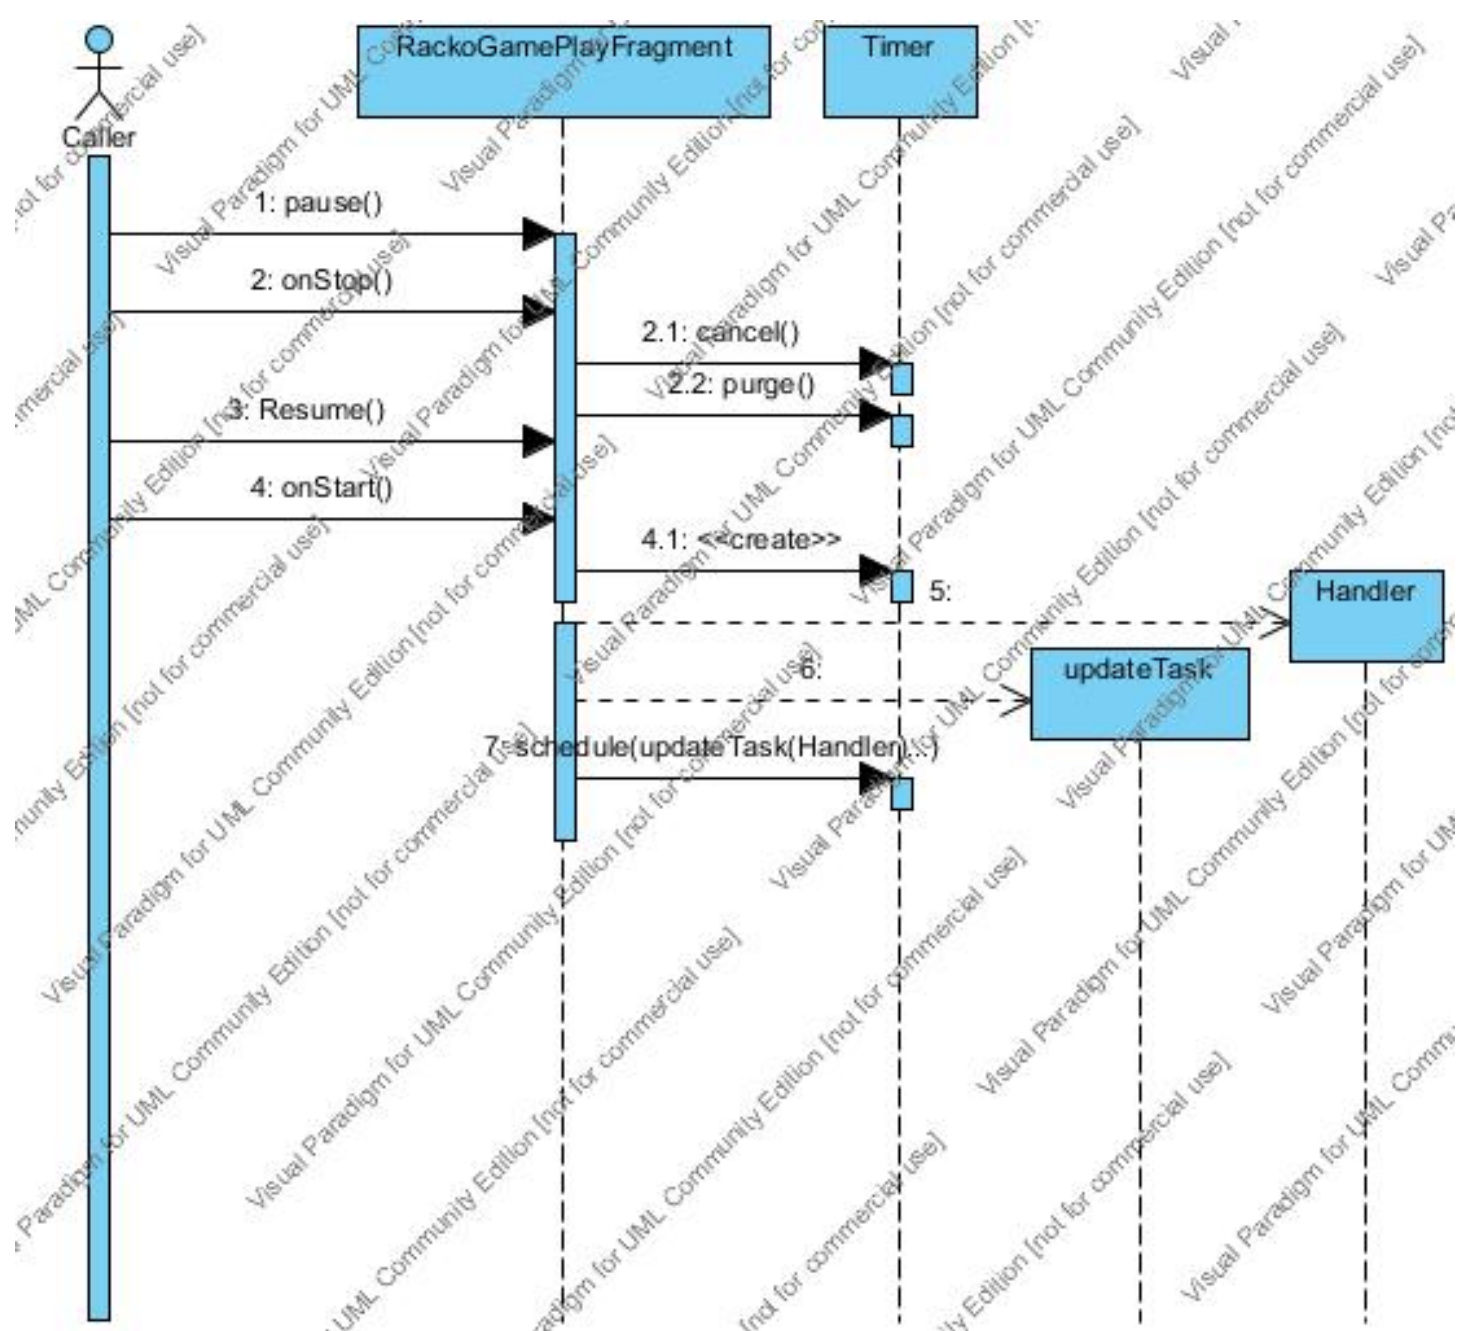 RackoGamePlayFragment
Timer
Caller
1: pause()
2: onStop()
2.1: cancel()
2.2: purge()
3: Resume()
4: onStart()
4.1: <<create>>
5:
Handler
6:
updateTask
7: schedule(updateTask(Handler)...)
Visual Paradigm for UML Community Edition [not for commercial use]